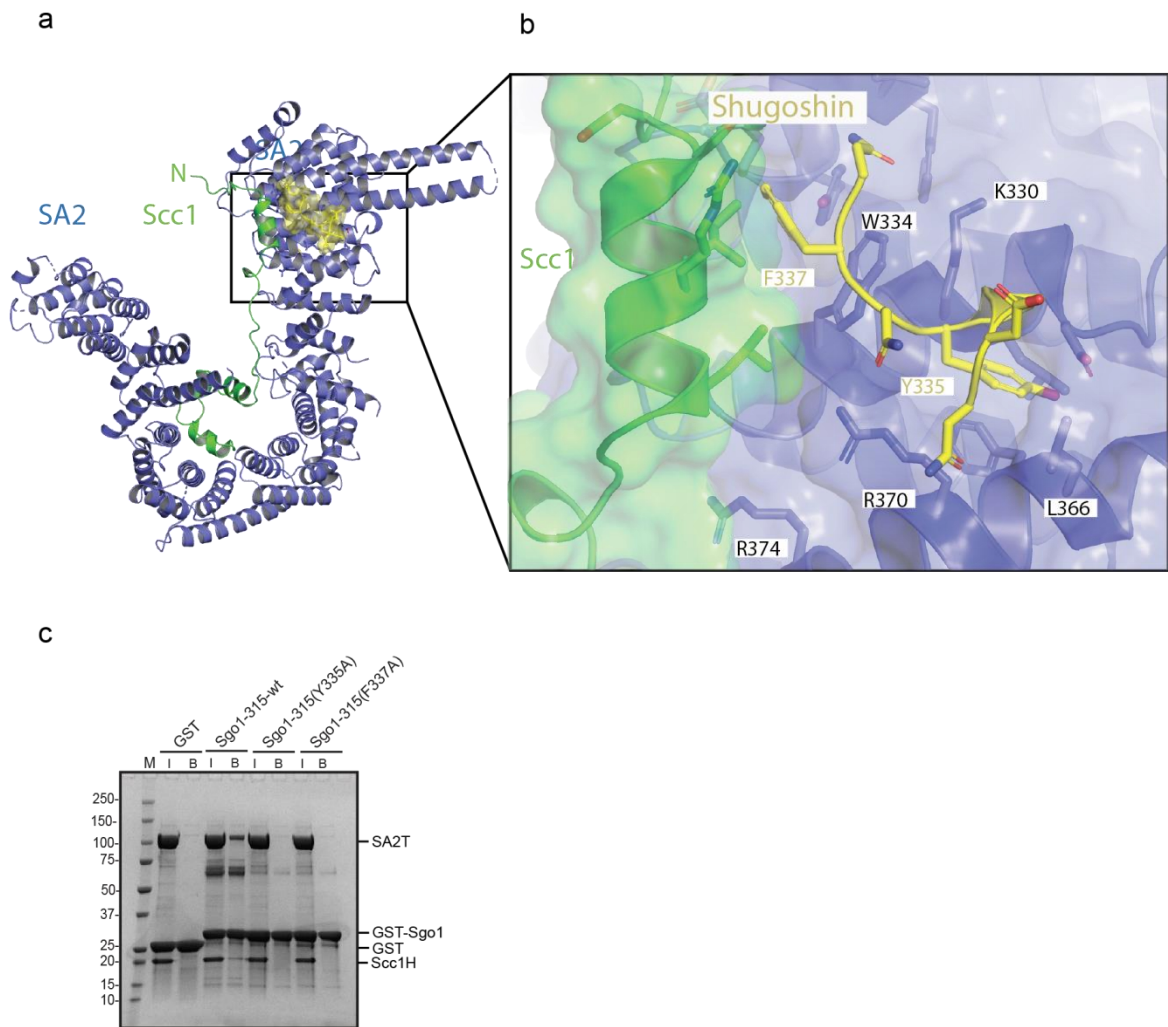 a
b
SA2
N
SA2
Scc1
Shugoshin
Scc1
F337
W334
K330
Y335
R370
L366
R374
c
GST
Sgo1-315-wt
Sgo1-315(Y335A)
Sgo1-315(F337A)
M I B I B I B I B
250-
150-
100-
75-
50-
37-
25-
20-
15-
10-
SA2T
GST-Sgo1
GST
Scc1H